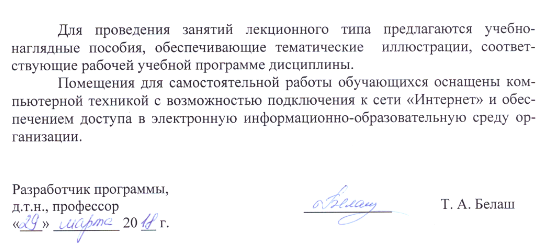 Для проведения занятий лекционного типа предлагаются учебно-
наглядные пособия, обеспечивающие тематические иллюстрации, соответ-
ствующие рабочей учебной программе дисциплины.
Помещения для самостоятельной работы обучающихся оснащены ком-
пьютерной техникой с возможностью подключения к сети «Интернет» и обес-
печением доступа в электронную информационно-образовательную среду ор-
ганизации.
Разработчик программы,
д.т.н., профессор Белаш Т. А. Белаш
«29» марта 2018 г.